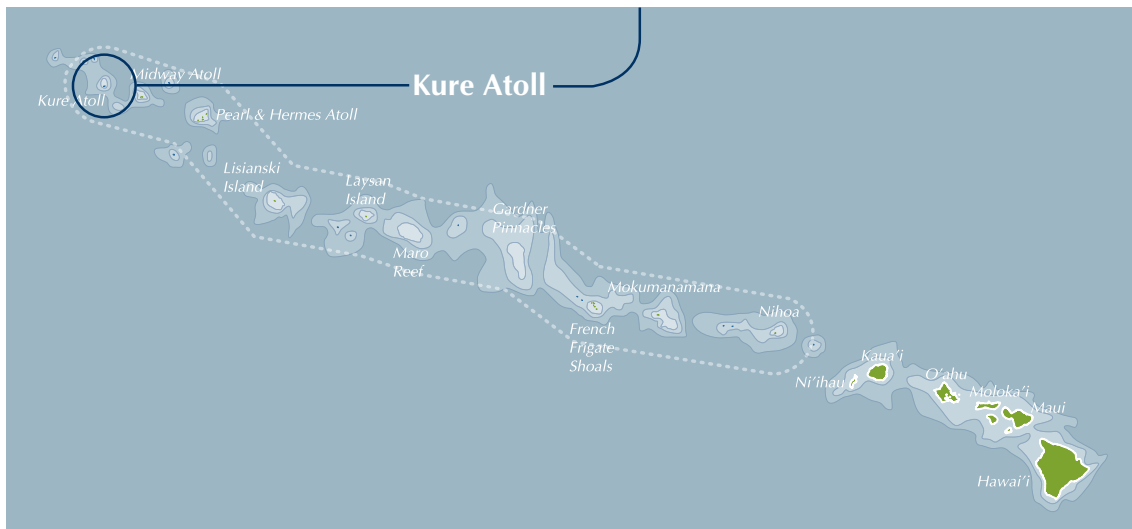 Midway Atoll
Kure Atoll
Kure Atoll
Pearl & Hermes Atoll
Lisianski
Island
Laysan
Island
Gardner
Pinnacles
Maro
Reef
Mokumanamana
Nihoa
French
Frigate
Shoals
Kaua'i
Ni'ihau
O'ahu
Moloka'i
Maui
Hawai'i